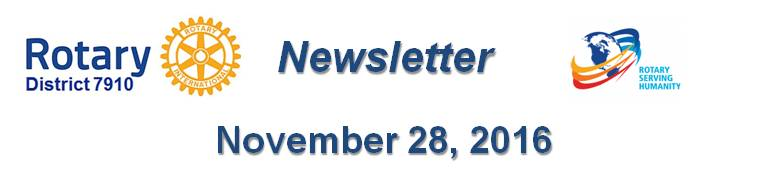 Rotary
District 7910
ROTARY
INTERNATIONAL
Newsletter
ROTARY
SERVING
HUMANITY
November 28, 2016